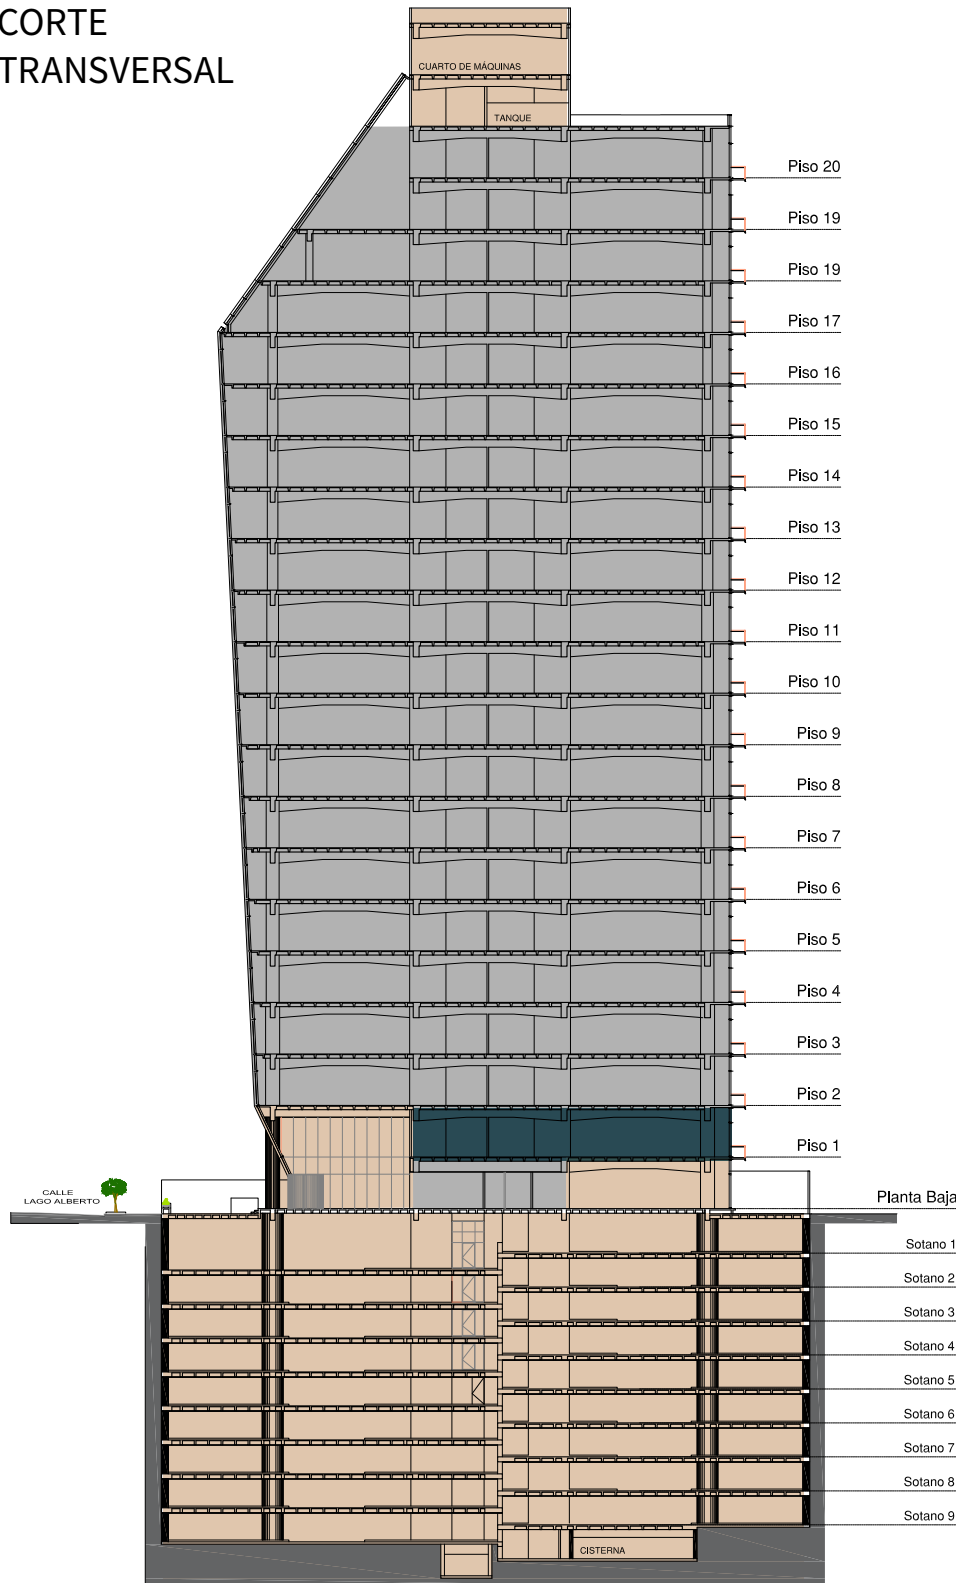 CORTE
TRANSVERSAL
CUARTO DE MÁQUINAS
TANQUE
Piso 20
Piso 19
Piso 19
Piso 17
Piso 16
Piso 15
Piso 14
Piso 13
Piso 12
Piso 11
Piso 10
Piso 9
Piso 8
Piso 7
Piso 6
Piso 5
Piso 4
Piso 3
Piso 2
Piso 1
CALLE
LAGO ALBERTO
Planta Baja
Sotano 1
Sotano 2
Sotano 3
Sotano 4
Sotano 5
Sotano 6
Sotano 7
Sotano 8
Sotano 9
CISTERNA